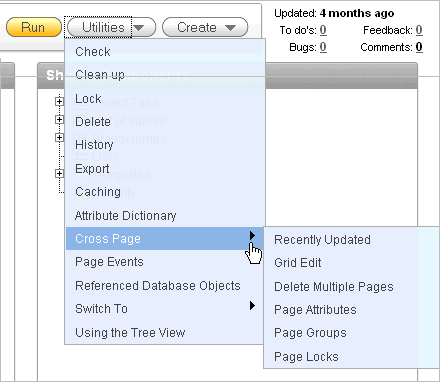 Run
Utilities
Create
Updated: 4 months ago
To do's: 0 Feedback: 0
Bugs: 0 Comments: 0
Check
Clean up
Lock
Delete
History
Export
Caching
Attribute Dictionary
Cross Page
Page Events
Referenced Database Objects
Switch To
Using the Tree View
Recently Updated
Grid Edit
Delete Multiple Pages
Page Attributes
Page Groups
Page Locks